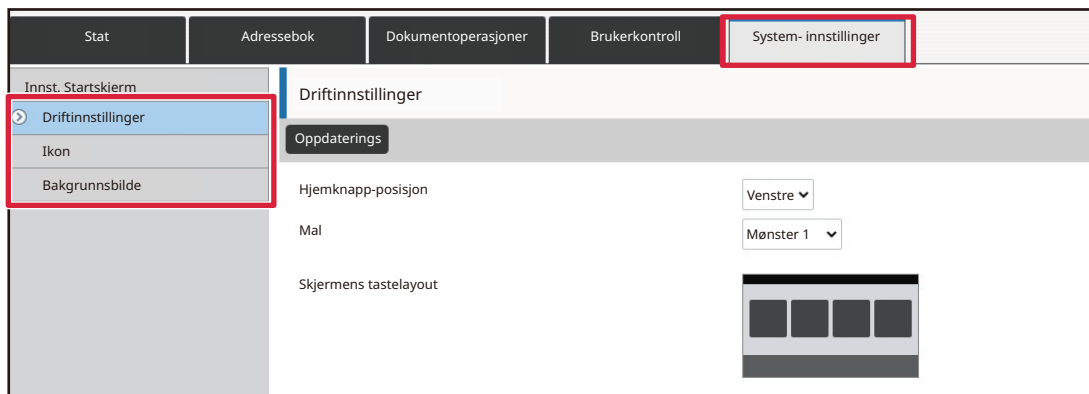 Stat
Adressebok
Dokumentoperasjoner
Brukerkontroll
System- innstillinger
Innst. Startskjerm
Driftinnstillinger
Ikon
Bakgrunnsbilde
Driftinnstillinger
Oppdaterings
Hjemknapp-posisjon
Venstre
Mal
Mønster 1
Skjermens tastelayout